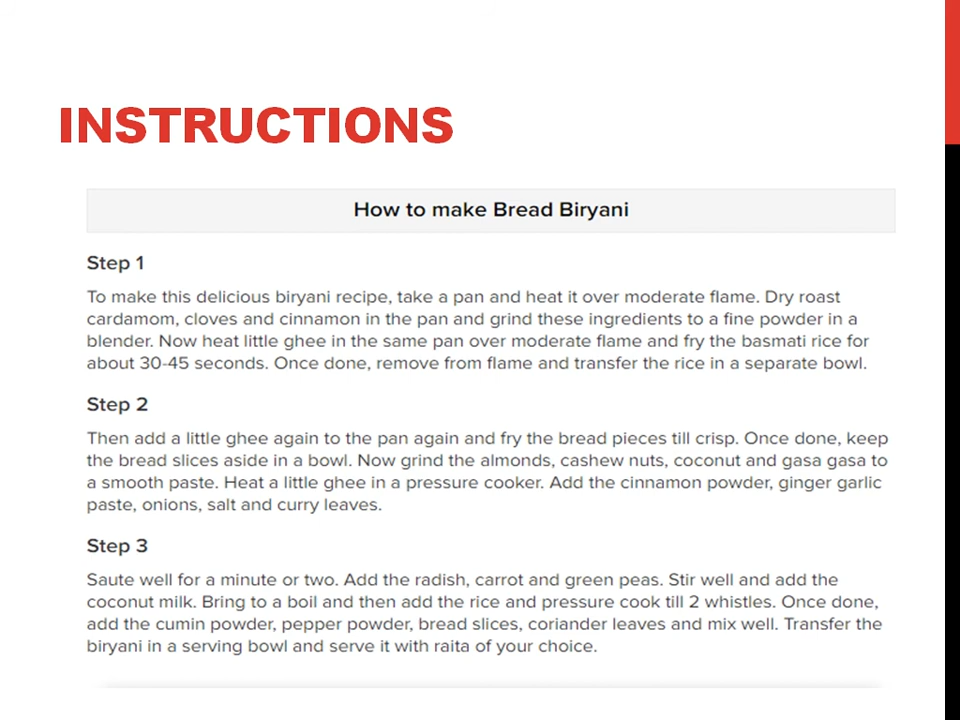 INSTRUCTIONS
How to make Bread Biryani
Step 1
To make this delicious biryani recipe, take a pan and heat it over moderate flame. Dry roast
cardamom, cloves and cinnamon in the pan and grind these ingredients to a fine powder in a
blender. Now heat little ghee in the same pan over moderate flame and fry the basmati rice for
about 30-45 seconds. Once done, remove from flame and transfer the rice in a separate bowl.
Step 2
Then add a little ghee again to the pan again and fry the bread pieces till crisp. Once done, keep
the bread slices aside in a bowl. Now grind the almonds, cashew nuts, coconut and gasa gasa to
a smooth paste. Heat a little ghee in a pressure cooker. Add the cinnamon powder, ginger garlic
paste, onions, salt and curry leaves.
Step 3
Saute well for a minute or two. Add the radish, carrot and green peas. Stir well and add the
coconut milk. Bring to a boil and then add the rice and pressure cook till 2 whistles. Once done,
add the cumin powder, pepper powder, bread slices, coriander leaves and mix well. Transfer the
biryani in a serving bowl and serve it with raita of your choice.